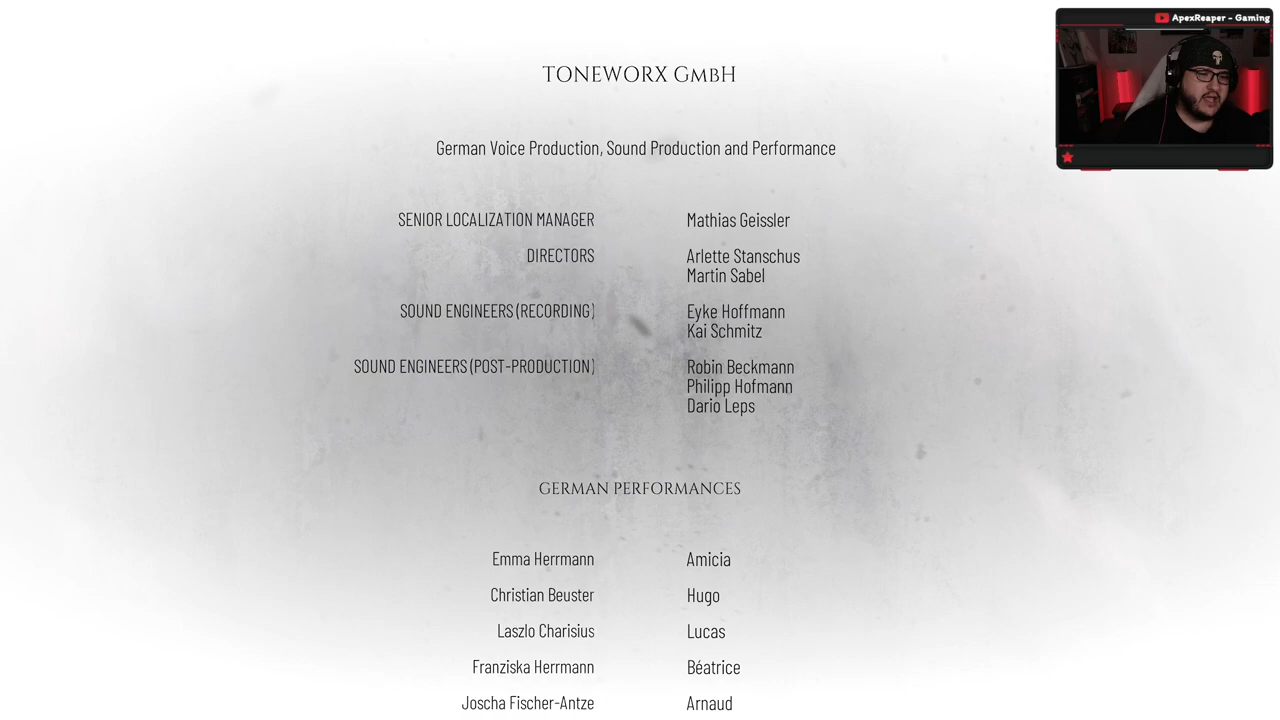 ApexReaper - Gaming
TONEWORX GMBH
German Voice Production, Sound Production and Performance
SENIOR LOCALIZATION MANAGER Mathias Geissler
DIRECTORS Arlette Stanschus
Martin Sabel
SOUND ENGINEERS (RECORDING) Eyke Hoffmann
Kai Schmitz
SOUND ENGINEERS (POST-PRODUCTION) Robin Beckmann
Philipp Hofmann
Dario Leps
GERMAN PERFORMANCES
Emma Herrmann Amicia
Christian Beuster Hugo
Laszlo Charisius Lucas
Franziska Herrmann Béatrice
Joscha Fischer-Antze Arnaud